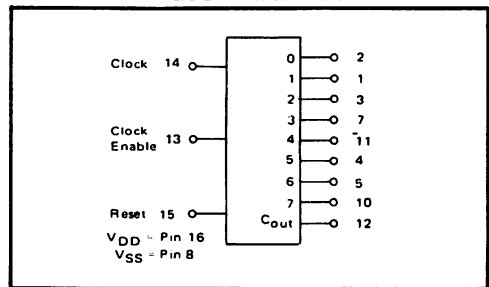 Clock 14
Clock
Enable 13
Reset 15
VDD = Pin 16
VSS = Pin 8
0 2
1 1
2 3
3 7
4 11
5 4
6 5
7 10
Cout 12